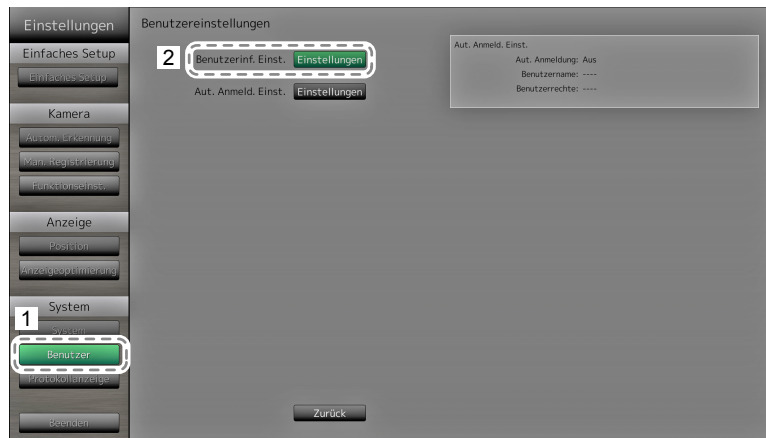 Einstellungen
Einfaches Setup
Einfaches Setup
Kamera
Autom. Erkennung
Man. Registrierung
Funktionseinst.
Anzeige
Position
Anzeigeoptimierung
System
1
System
Benutzer
Protokollanzeige
Beenden
Benutzereinstellungen
2
Benutzerinf. Einst. Einstellungen
Aut. Anmeld. Einst. Einstellungen
Aut. Anmeld. Einst.
Aut. Anmeldung: Aus
Benutzername: ----
Benutzerrechte: ----
Zurück